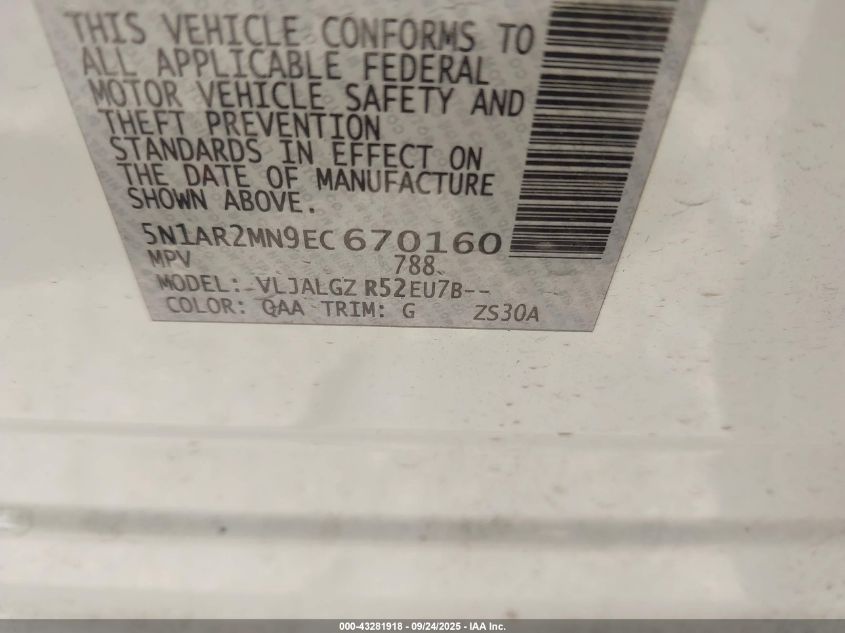 THIS VEHICLE CONFORMS TO
ALL APPLICABLE FEDERAL
MOTOR VEHICLE SAFETY AND
THEFT PREVENTION
STANDARDS IN EFFECT ON
THE DATE OF MANUFACTURE
SHOWN ABOVE.
5N1AR2MN9EC670160
MPV 788
MODEL: VLJALGZ R52EU7B--
COLOR: QAA TRIM: G ZS30A
000-43281918 - 09/24/2025 - IAA Inc.